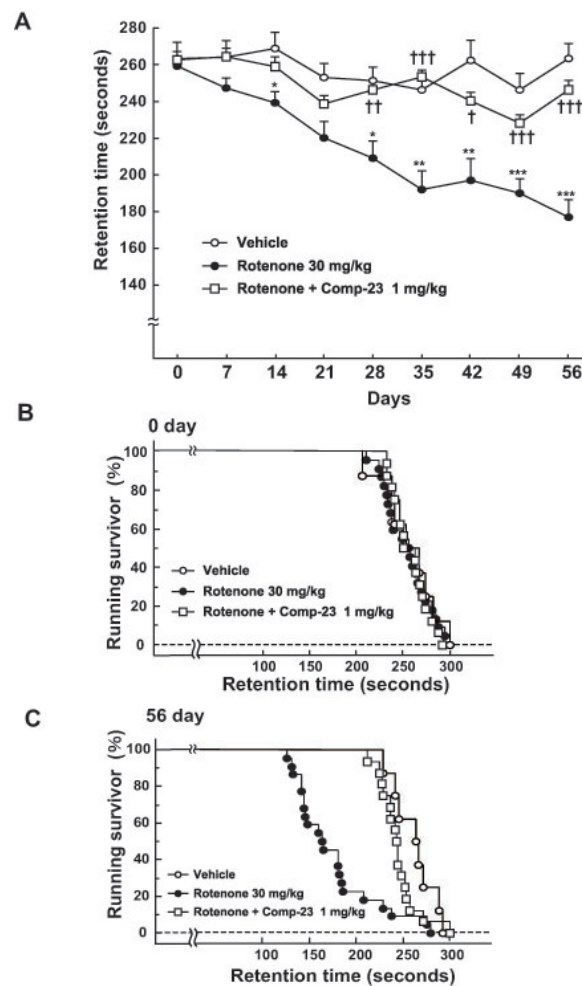 A
Retention time (seconds)
280
260
240
220
200
180
160
140
*
††
*
†††
**
†
**
†††
***
†††
***
Vehicle
Rotenone 30 mg/kg
Rotenone + Comp-23 1 mg/kg
0 7 14 21 28 35 42 49 56
Days
B
0 day
Running survivor (%)
100
80
60
40
20
0
Vehicle
Rotenone 30 mg/kg
Rotenone + Comp-23 1 mg/kg
100 150 200 250 300
Retention time (seconds)
C
56 day
Running survivor (%)
100
80
60
40
20
0
Vehicle
Rotenone 30 mg/kg
Rotenone + Comp-23 1 mg/kg
100 150 200 250 300
Retention time (seconds)